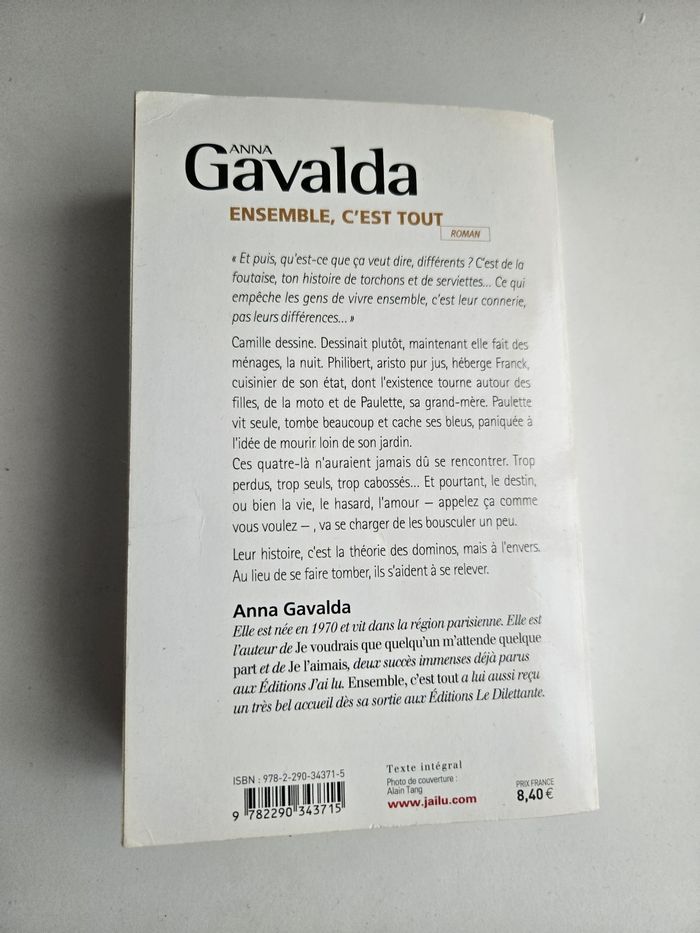 ANNA
Gavalda
ENSEMBLE, C'EST TOUT
ROMAN
« Et puis, qu'est-ce que ça veut dire, différents ? C'est de la
foutaise, ton histoire de torchons et de serviettes... Ce qui
empêche les gens de vivre ensemble, c'est leur connerie,
pas leurs différences... »
Camille dessine. Dessinait plutôt, maintenant elle fait des
ménages, la nuit. Philibert, aristo pur jus, héberge Franck,
cuisinier de son état, dont l'existence tourne autour des
filles, de la moto et de Paulette, sa grand-mère. Paulette
vit seule, tombe beaucoup et cache ses bleus, paniquée à
l'idée de mourir loin de son jardin.
Ces quatre-là n'auraient jamais dû se rencontrer. Trop
perdus, trop seuls, trop cabossés... Et pourtant, le destin,
ou bien la vie, le hasard, l'amour — appelez ça comme
vous voulez — , va se charger de les bousculer un peu.
Leur histoire, c'est la théorie des dominos, mais à l'envers.
Au lieu de se faire tomber, ils s'aident à se relever.
Anna Gavalda
Elle est née en 1970 et vit dans la région parisienne. Elle est
l'auteur de Je voudrais que quelqu'un m'attende quelque
part et de Je l'aimais, deux succès immenses déjà parus
aux Éditions J'ai lu. Ensemble, c'est tout a lui aussi reçu
un très bel accueil dès sa sortie aux Éditions Le Dilettante.
ISBN : 978-2-290-34371-5
9 782290 343715
Texte intégral
Photo de couverture :
Alain Tang
www.jailu.com
PRIX FRANCE
8,40 €